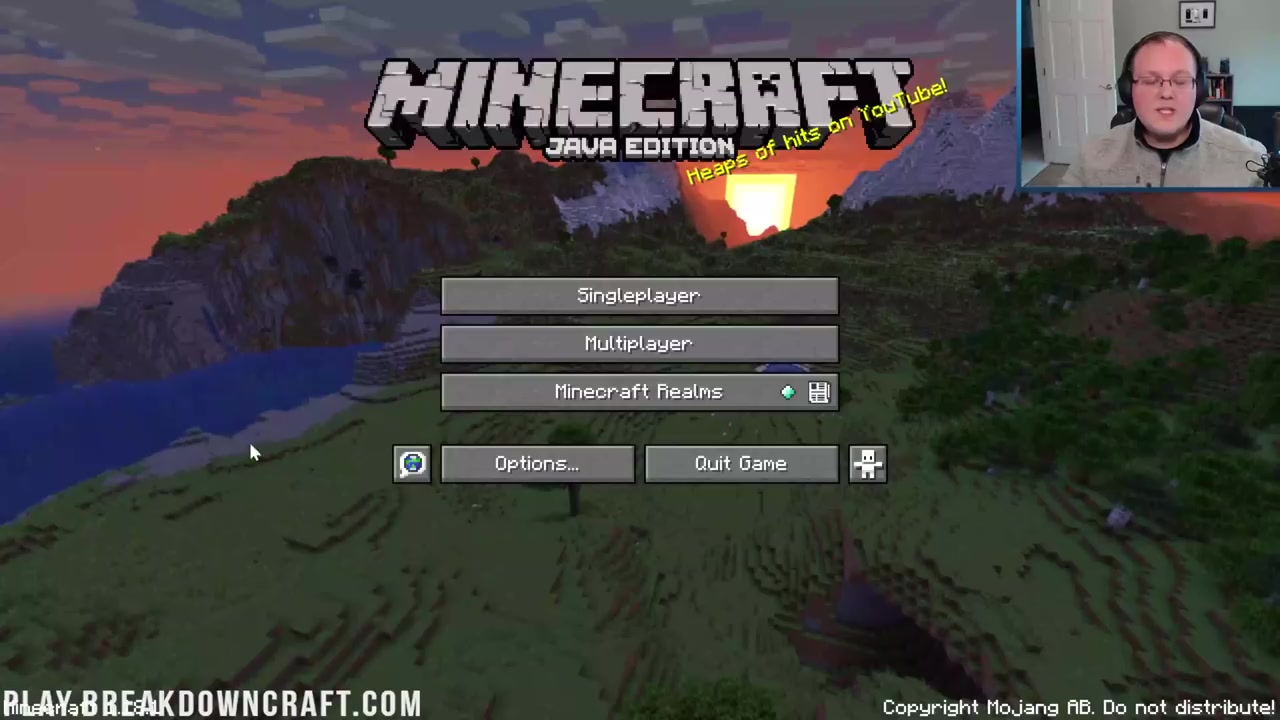 MINECRAFT
JAVA EDITION
Heaps of hits on YouTube!
Singleplayer
Multiplayer
Minecraft Realms
Options...
Quit Game
PLAY.BREAKDOWNCRAFT.COM
Copyright Mojang AB. Do not distribute!